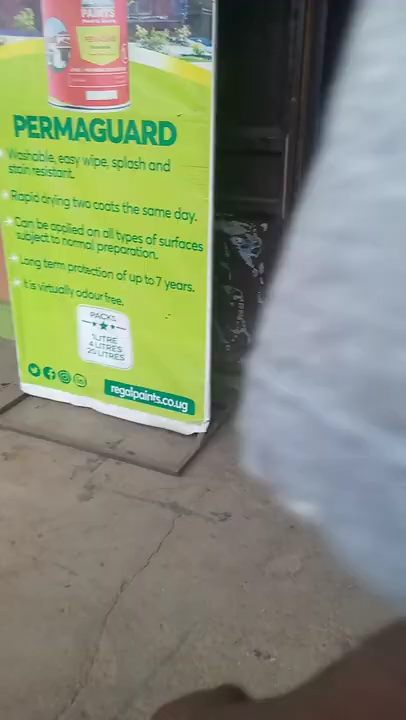 PAINTS
PERMAGUARD
Washable, easy wipe, splash and
stain resistant.
Rapid drying two coats the same day.
Can be applied on all types of surfaces
subject to normal preparation.
Long term protection of up to 7 years.
It is virtually odour free.
PACKS
1LITRE
4 LITRES
20 LITRES
regalpaints.co.ug